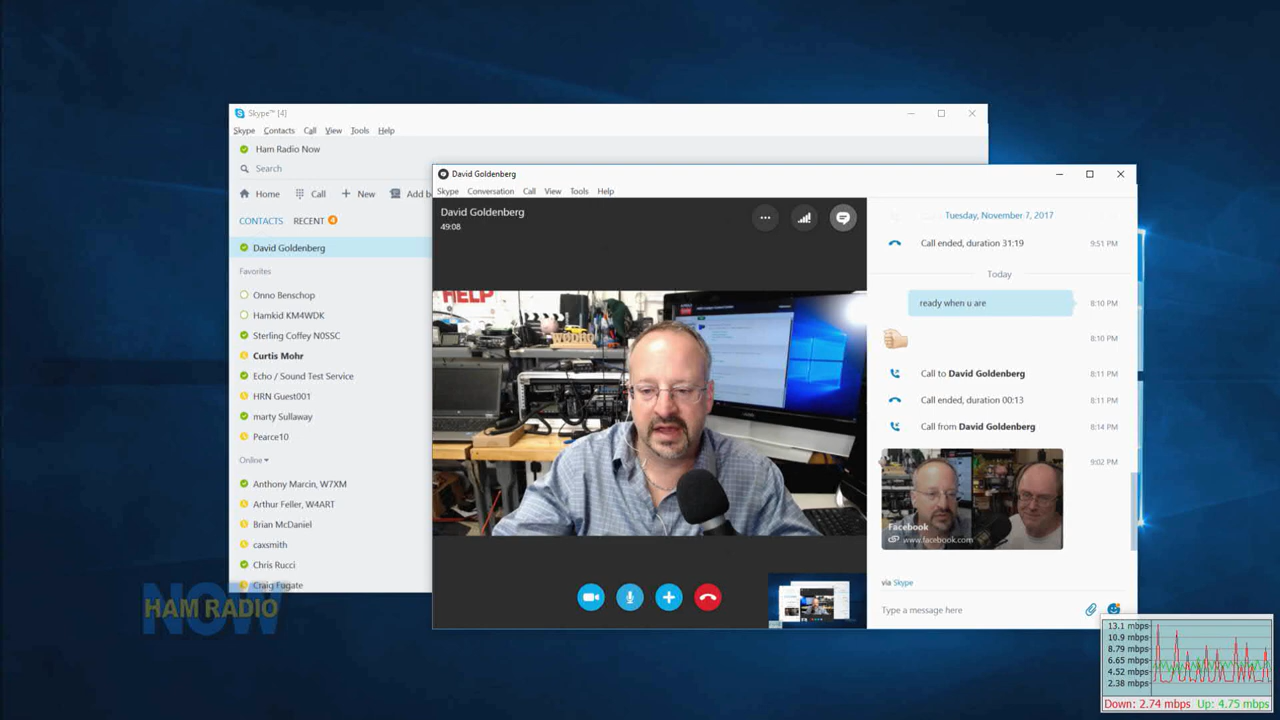 Skype™ [4]
Skype Contacts Call View Tools Help
Ham Radio Now
Search
Home Call New Add
CONTACTS RECENT 4
David Goldenberg
Favorites
Onno Benschop
Hamkid KM4WDK
Sterling Coffey N0SSC
Curtis Mohr
Echo / Sound Test Service
HRN Guest001
marty Sullaway
Pearce10
Online
Anthony Marcin, W7XM
Arthur Feller, W4ART
Brian McDaniel
caxsmith
Chris Rucci
Craig Fugate
David Goldenberg
Skype Conversation Call View Tools Help
David Goldenberg
49:08
HELP
Tuesday, November 7, 2017
Call ended, duration 31:19 9:51 PM
Today
ready when u are 8:10 PM
8:10 PM
Call to David Goldenberg 8:11 PM
Call ended, duration 00:13 8:11 PM
Call from David Goldenberg 8:14 PM
9:02 PM
Facebook
www.facebook.com
via Skype
Type a message here
HAM RADIO
NOW
13.1 mbps
10.9 mbps
8.79 mbps
6.65 mbps
4.52 mbps
2.38 mbps
Down: 2.74 mbps Up: 4.75 mbps